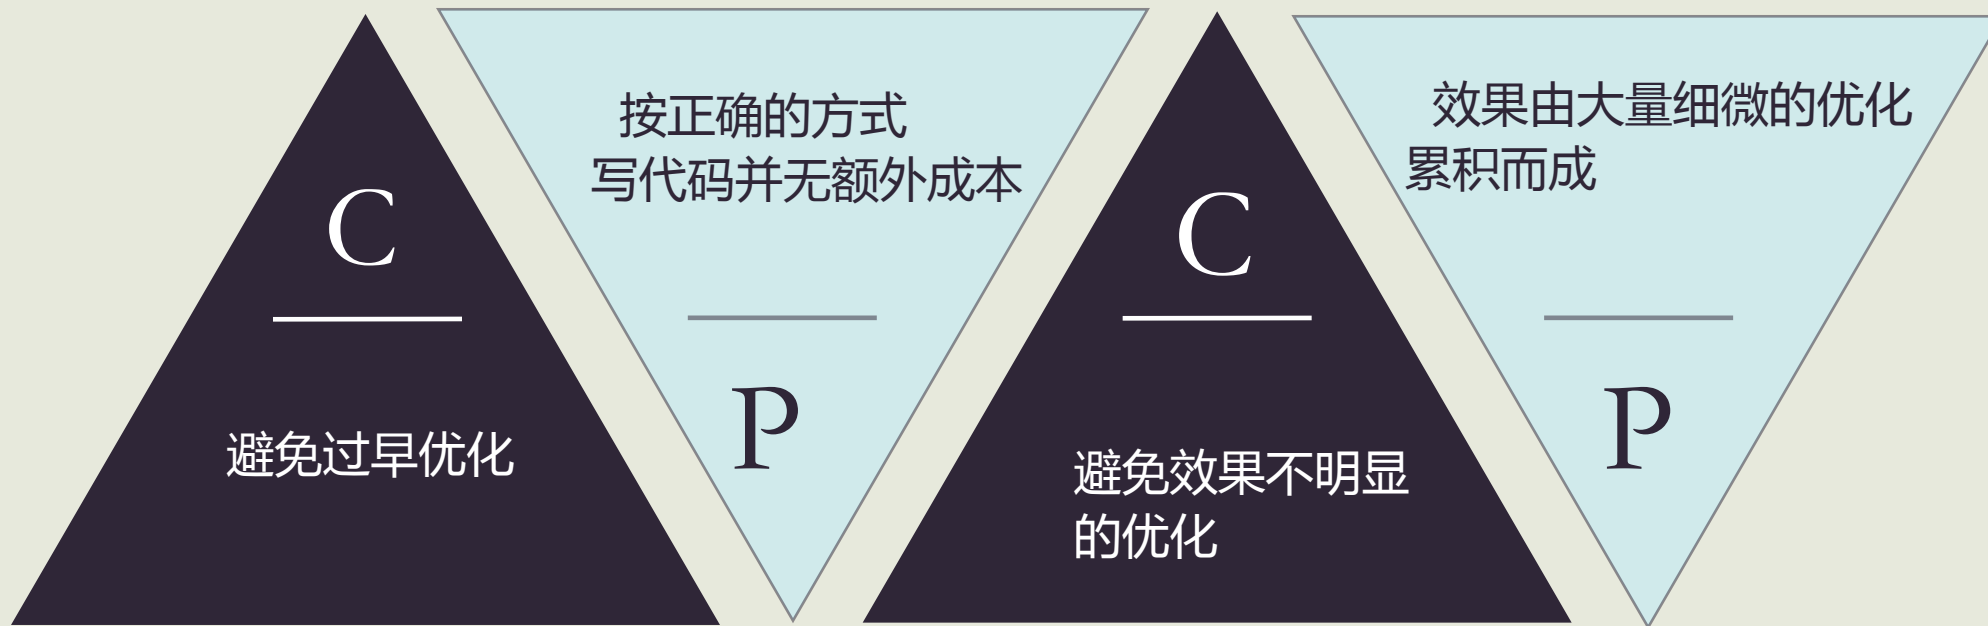 C
避免过早优化
按正确的方式
写代码并无额外成本
P
C
避免效果不明显
的优化
效果由大量细微的优化
累积而成
P